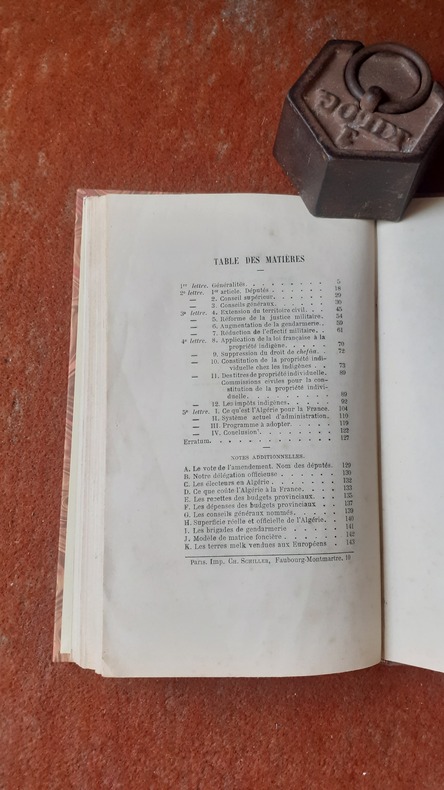 TABLE DES MATIÈRES
1re lettre. Généralités . . . . . . . . . 5
2e lettre. 1er article. Députés . . . . . . . 18
— 2. Conseil supérieur. . . . . . . 29
— 3. Conseils généraux. . . . . . . 39
3e lettre. 4. Extension du territoire civil. . . . 45
— 5. Réforme de la justice militaire. . 54
— 6. Augmentation de la gendarmerie . 59
— 7. Réduction de l'effectif militaire. . 61
4e lettre 8. Application de la loi française à la
propriété indigène. . . . . . 70
— 9. Suppression du droit de chefâa. . 72
— 10. Constitution de la propriété indi-
viduelle chez les indigènes . . 73
— 11. Des titres de propriété individuelle. 89
Commissions civiles pour la con-
stitution de la propriété indivi-
duelle. . . . . . . . . 89
— 12. Les impôts indigènes. . . . . 92
5e lettre. I. Ce qu'est l'Algérie pour la France. 104
— II. Système actuel d'administration. 110
— III. Programme à adopter. . . . . 119
— IV. Conclusion. . . . . . . . 122
Erratum. . . . . . . . . . . . . 127
NOTES ADDITIONNELLES.
A. Le vote de l'amendement. Nom des députés. 129
B. Notre délégation officieuse . . . . . . 130
C. Les électeurs en Algérie . . . . . . . 132
D. Ce que coûte l'Algérie à la France. . . . 133
E. Les recettes des budgets provinciaux. . . 135
F. Les dépenses des budgets provinciaux . . 137
G. Les conseils généraux nommés. . . . . 139
H. Superficie réelle et officielle de l'Algérie. . 140
I. Les brigades de gendarmerie . . . . . 141
J. Modèle de matrice foncière . . . . . . 142
K. Les terres melk vendues aux Européens . 143
PARIS. Imp. CH. SCHILLER, Faubourg-Montmartre, 10
1
KILOG